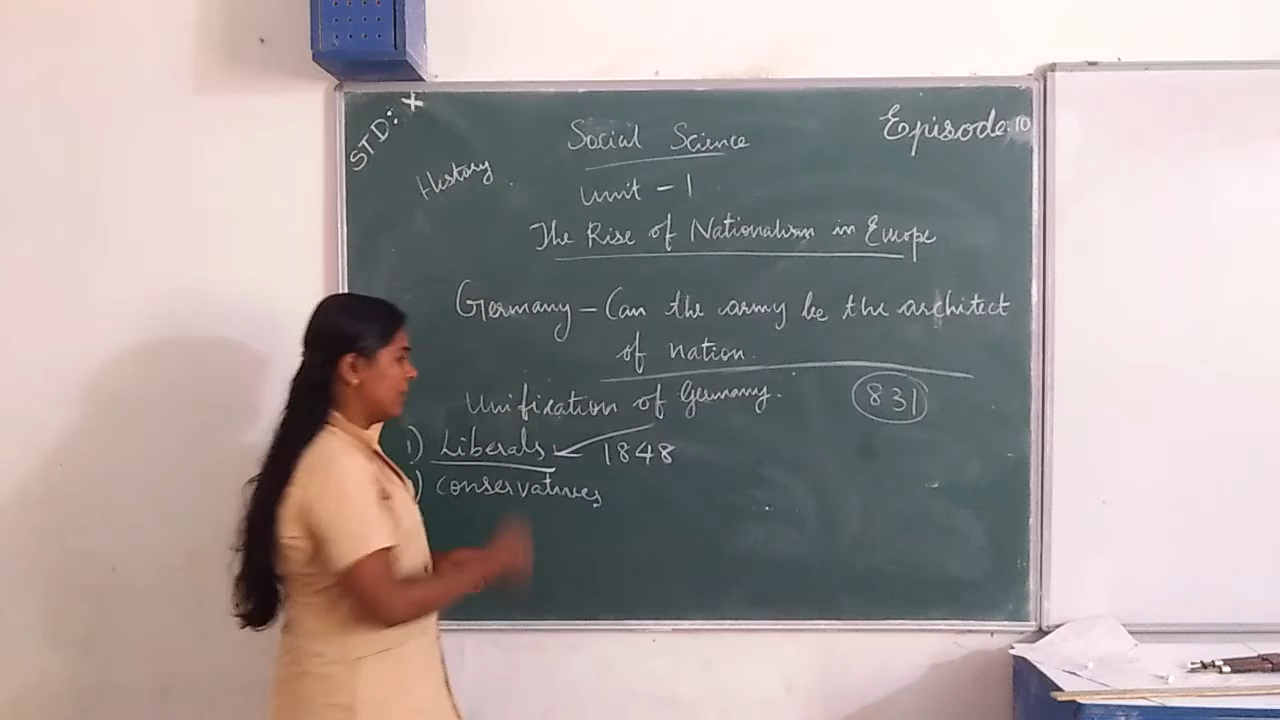 STD: X
Episode: 10
Social Science
History
Unit - 1
The Rise of Nationalism in Europe
Germany - Can the army be the architect
of nation.
Unification of Germany.
831
1) Liberals - 1848
) Conservatives